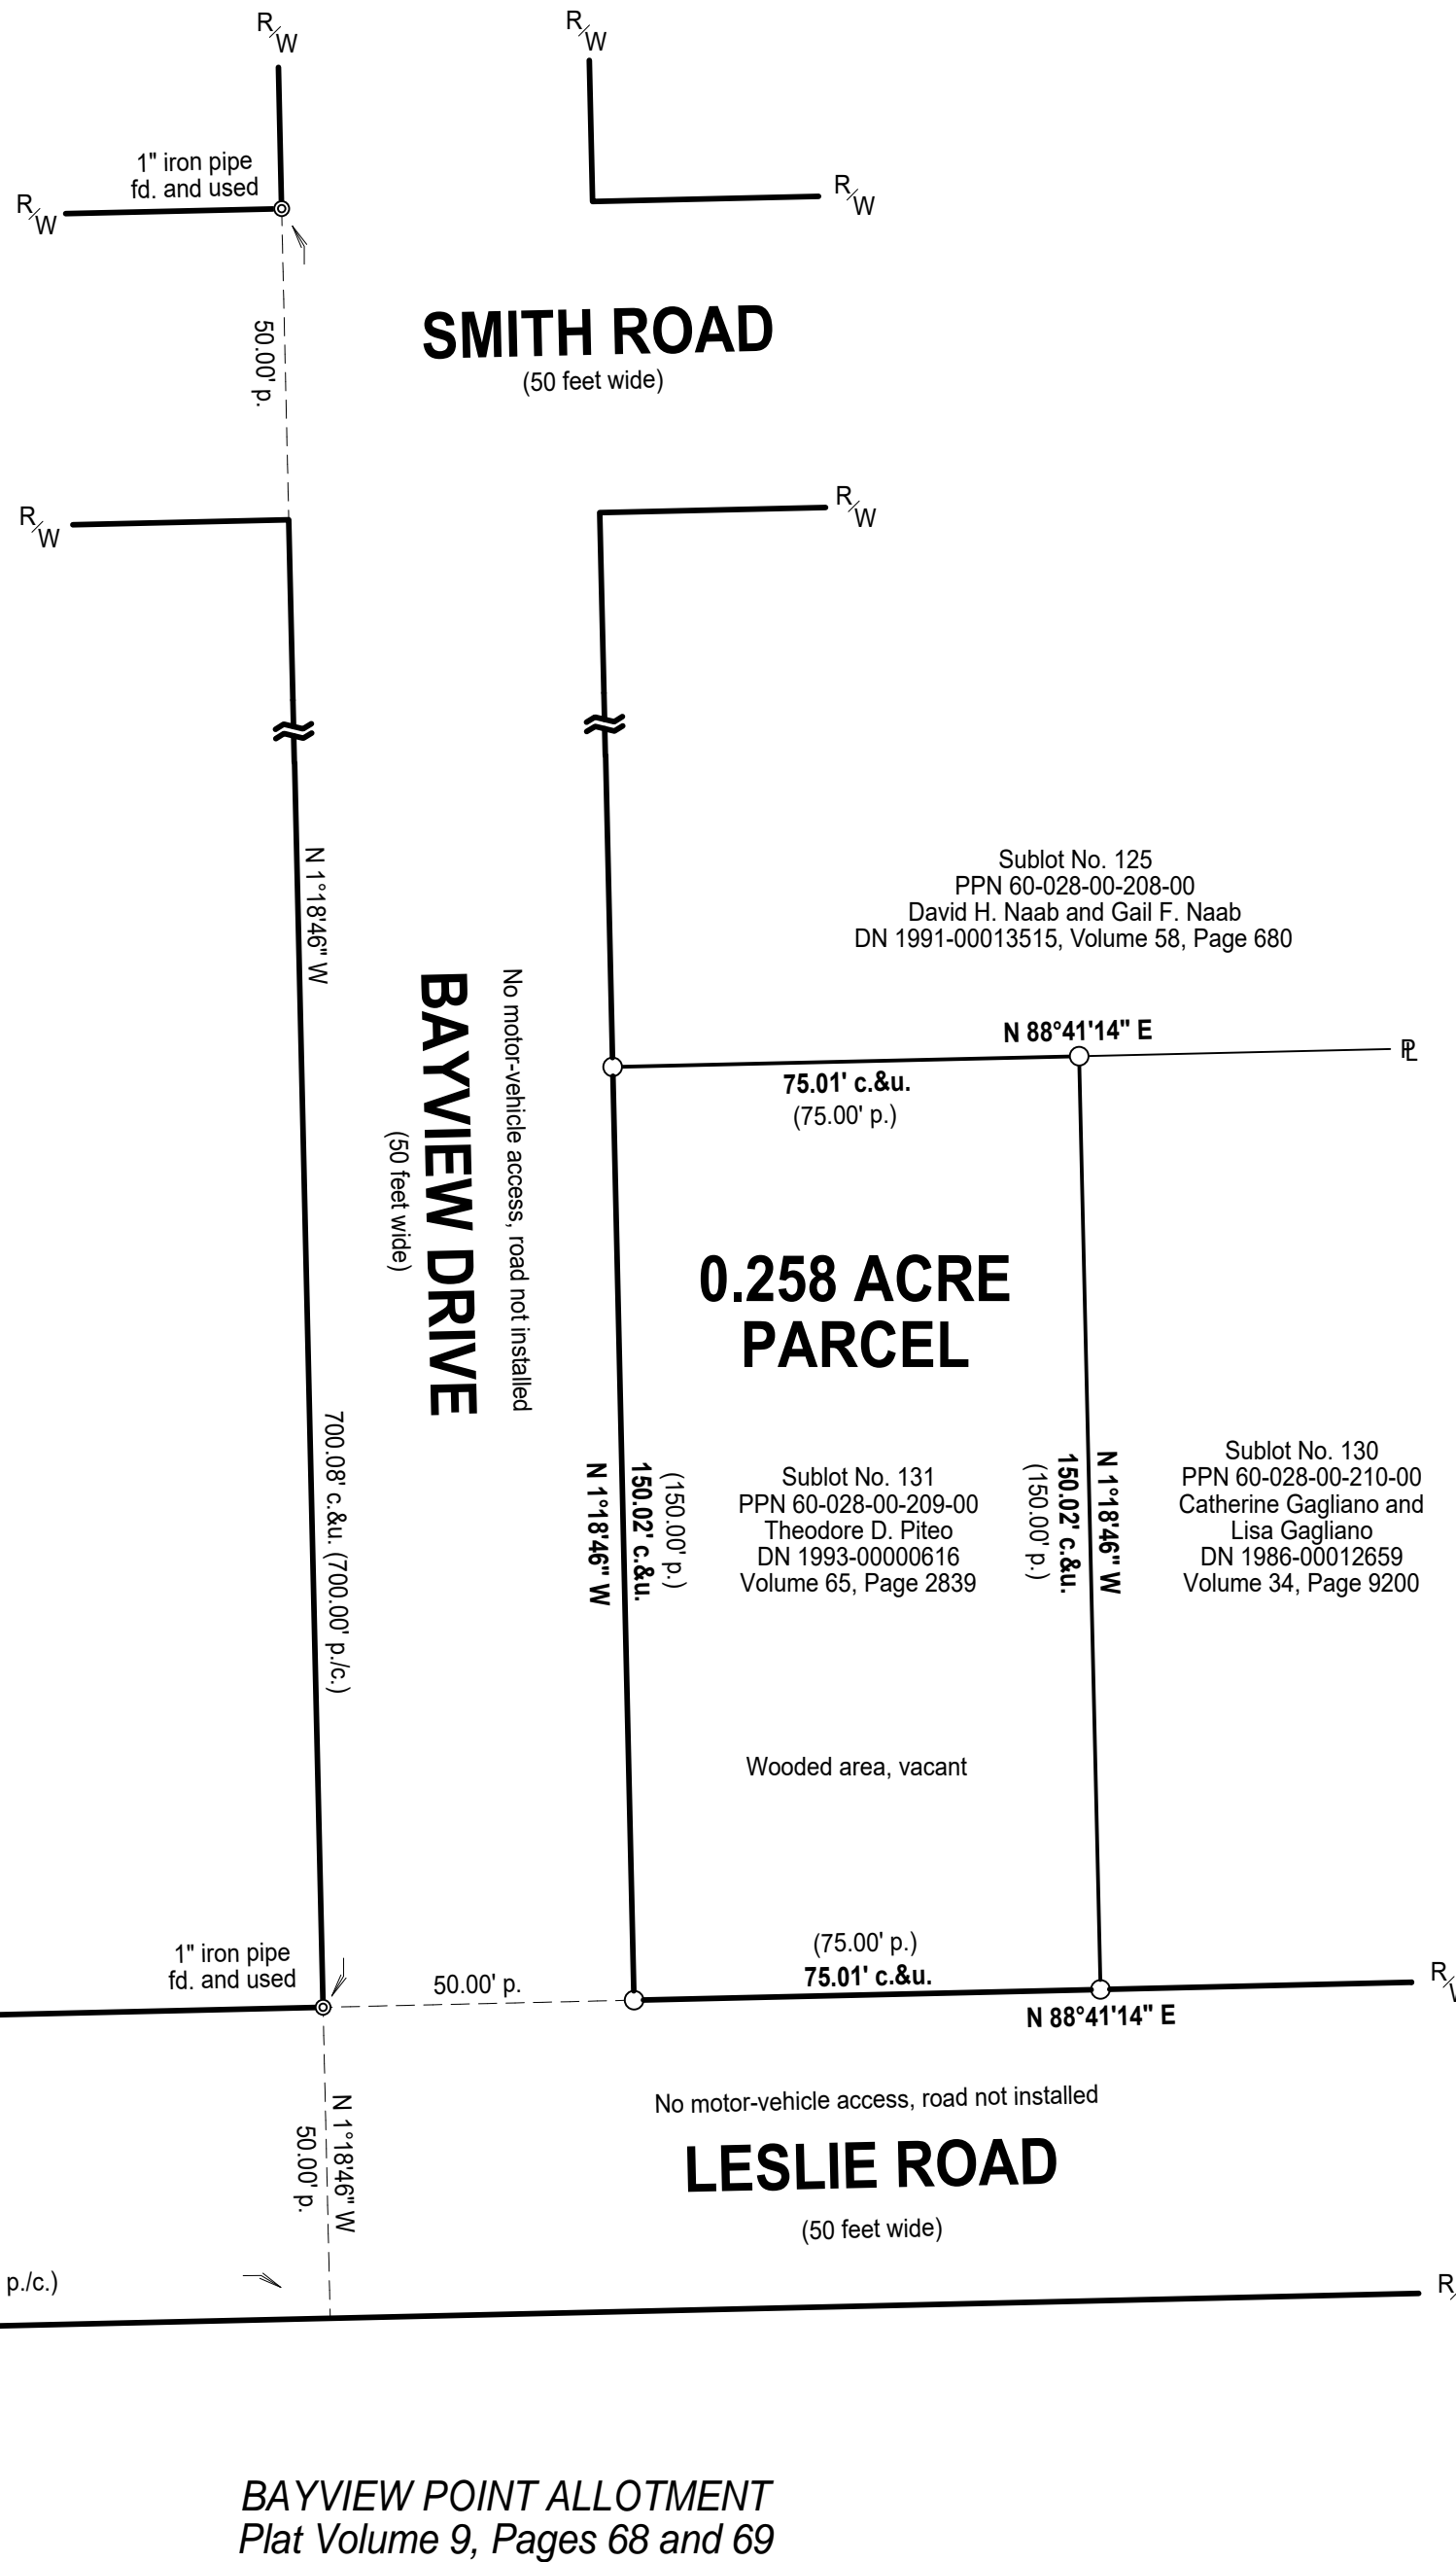 R/W
R/W
1" iron pipe
fd. and used
R/W
R/W
50.00' p.
SMITH ROAD
(50 feet wide)
R/W
R/W
N 1°18'46" W
Sublot No. 125
PPN 60-028-00-208-00
David H. Naab and Gail F. Naab
DN 1991-00013515, Volume 58, Page 680
No motor-vehicle access, road not installed
BAYVIEW DRIVE
(50 feet wide)
N 88°41'14" E
PL
75.01' c.&u.
(75.00' p.)
0.258 ACRE
PARCEL
700.08' c.&u. (700.00' p./c.)
N 1°18'46" W
150.02' c.&u.
(150.00' p.)
Sublot No. 131
PPN 60-028-00-209-00
Theodore D. Piteo
DN 1993-00000616
Volume 65, Page 2839
(150.00' p.)
150.02' c.&u.
N 1°18'46" W
Sublot No. 130
PPN 60-028-00-210-00
Catherine Gagliano and
Lisa Gagliano
DN 1986-00012659
Volume 34, Page 9200
Wooded area, vacant
1" iron pipe
fd. and used
50.00' p.
(75.00' p.)
75.01' c.&u.
R/W
N 88°41'14" E
N 1°18'46" W
50.00' p.
No motor-vehicle access, road not installed
LESLIE ROAD
(50 feet wide)
p./c.)
R/
BAYVIEW POINT ALLOTMENT
Plat Volume 9, Pages 68 and 69